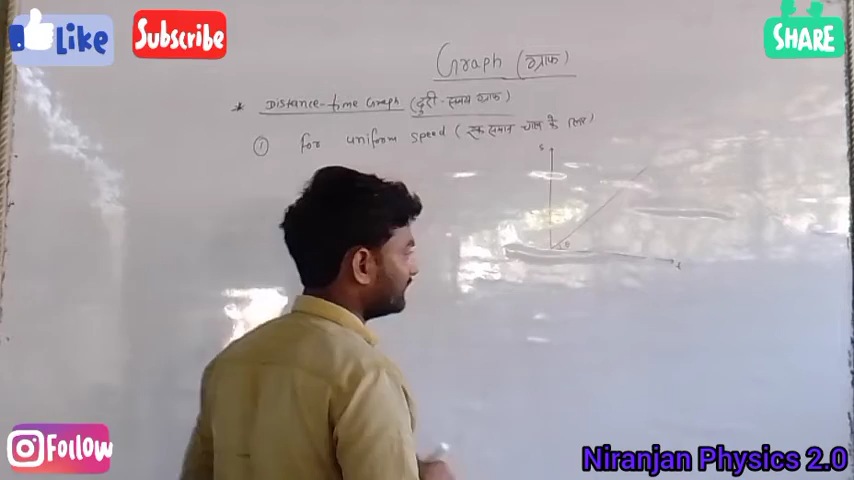 Like
Subscribe
SHARE
Graph (ग्राफ)
* Distance-time Graph (दुरी-समय ग्राफ)
① for uniform speed (एक समान चाल के लिए)
S
θ
t
Follow
Niranjan Physics 2.0